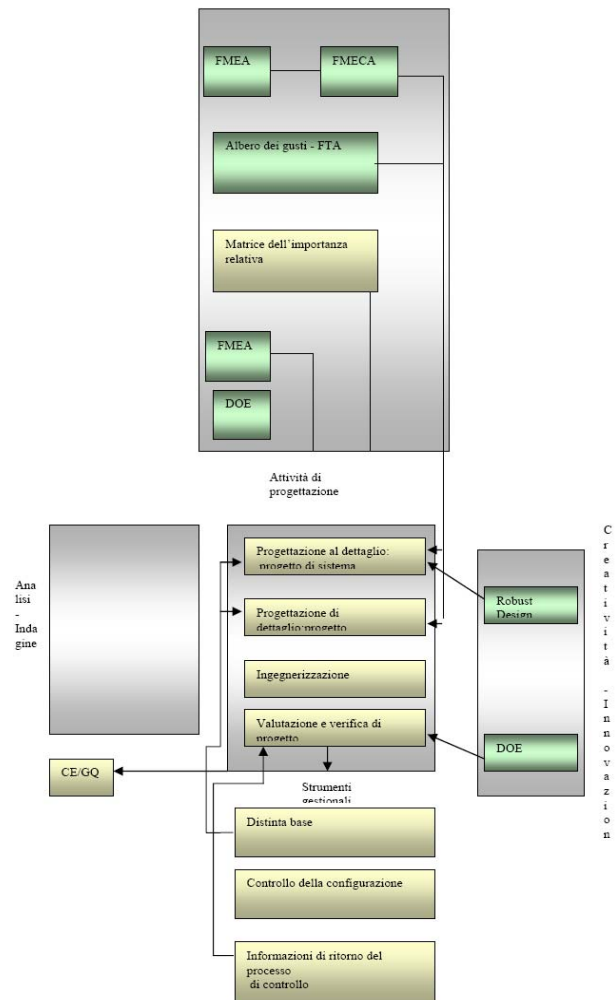 FMEA
FMECA
Albero dei gusti - FTA
Matrice dell'importanza
relativa
FMEA
DOE
Attività di
progettazione
Progettazione al dettaglio:
progetto di sistema
Progettazione di
dettaglio:progetto
Ingegnerizzazione
Valutazione e verifica di
progetto
Ana
lisi
-
Inda
gine
Robust
Design
DOE
C
r
e
a
t
i
v
i
t
à
-
I
n
n
o
v
a
z
i
o
n
CE/GQ
Strumenti
gestionali
Distinta base
Controllo della configurazione
Informazioni di ritorno del
processo
di controllo